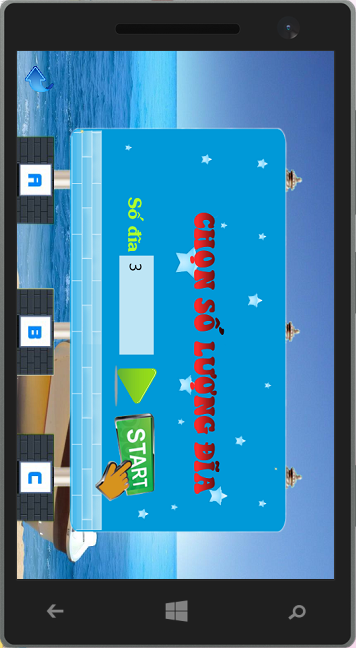 CHỌN SỐ LƯỢNG ĐĨA
Số đĩa 3
START
A
B
C